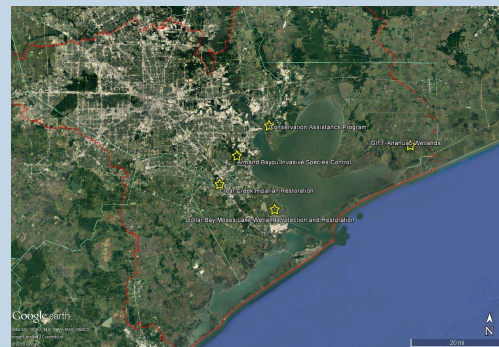 Conservation Assistance Program
GIFT-Anahuac Wetlands
Armand Bayou Invasive Species Control
Clear Creek Riparian Restoration
Dollar Bay-Moses Lake Wetlands Protection and Restoration
Google earth
N
20 mi